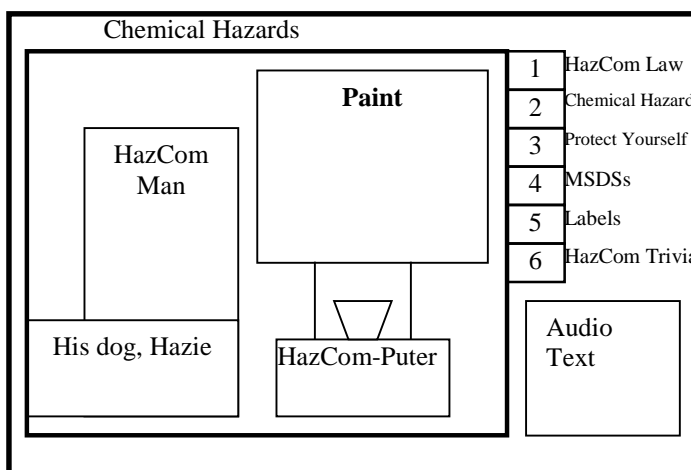 Chemical Hazards
Paint
HazCom
Man
His dog, Hazie
HazCom-Puter
1 HazCom Law
2 Chemical Hazard
3 Protect Yourself
4 MSDSs
5 Labels
6 HazCom Trivia
Audio
Text